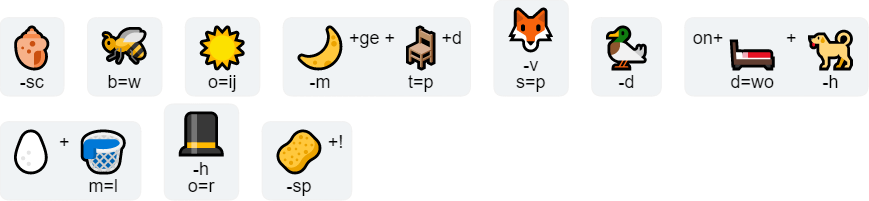 -sc b=w o=ij -m +ge + t=p +d -v s=p -d on+ d=wo + -h
+ m=l -h o=r -sp +!